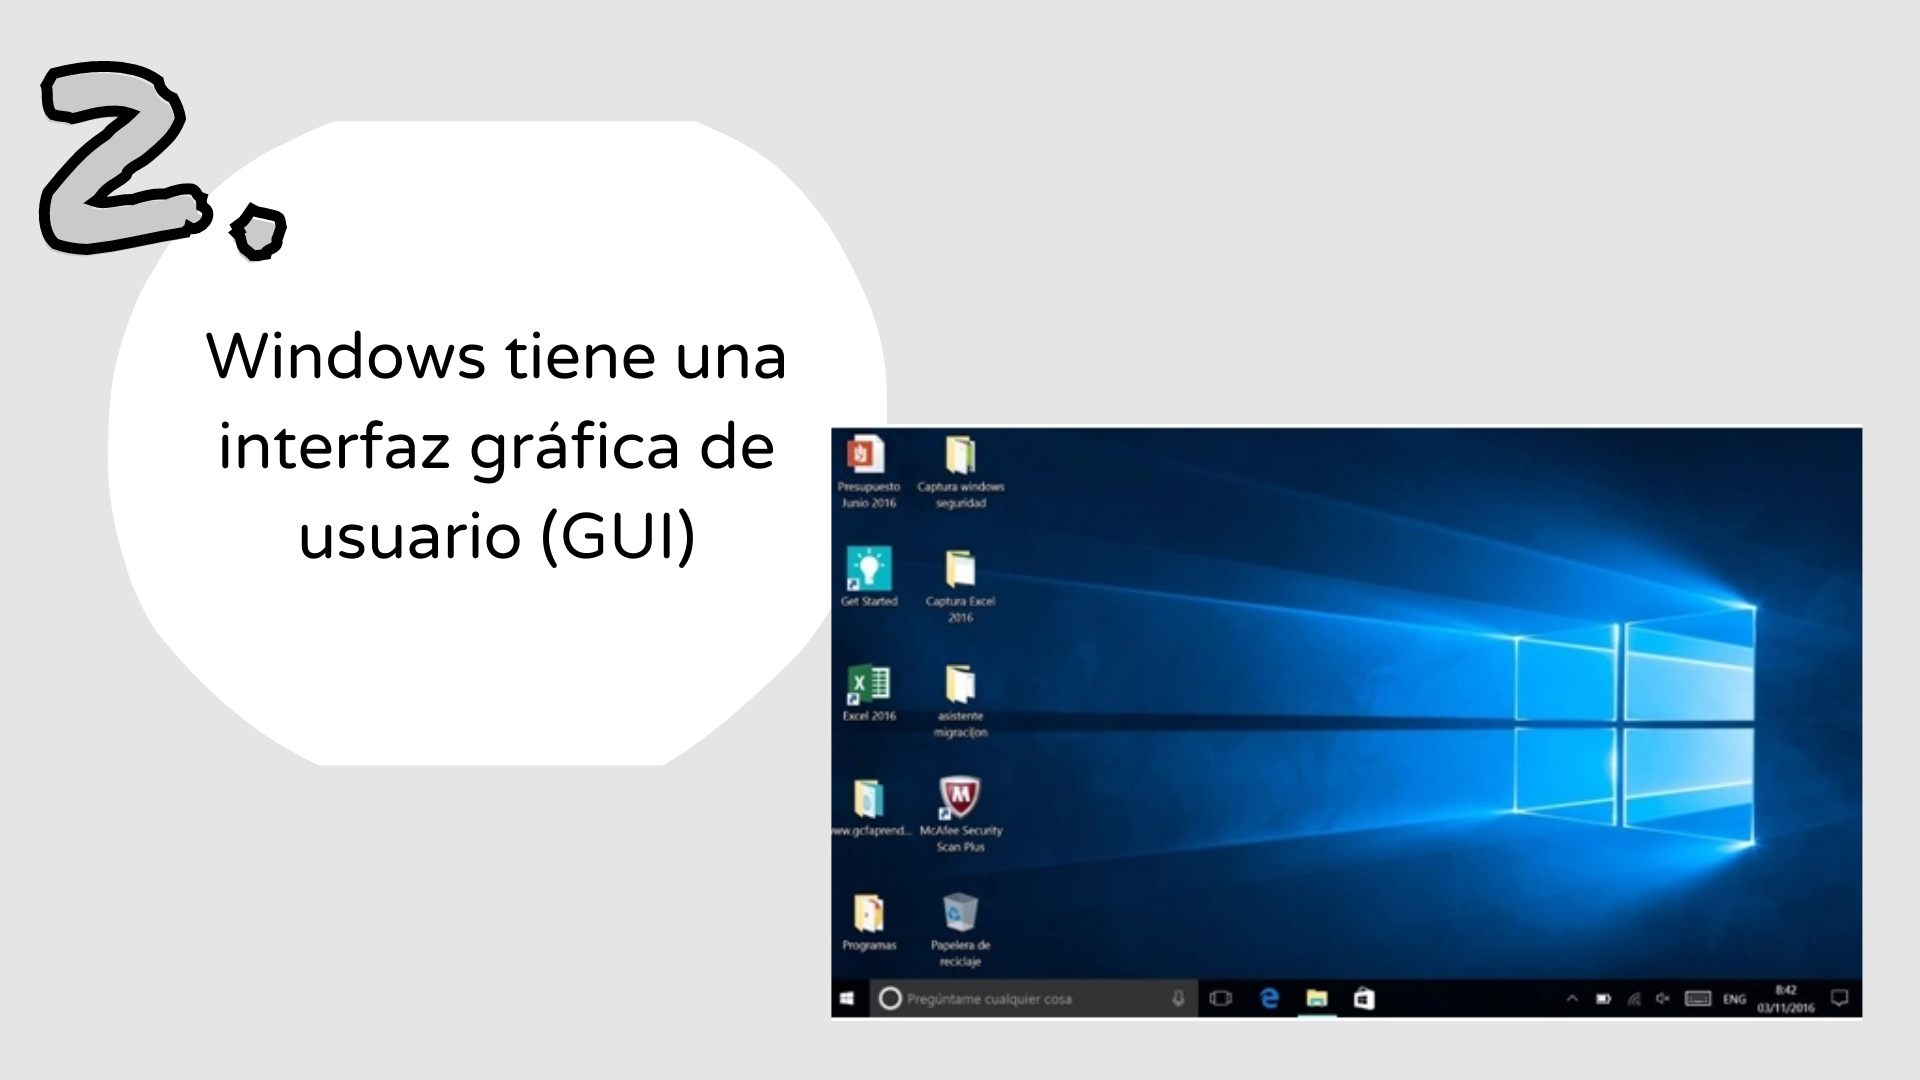 2.
Windows tiene una
interfaz gráfica de
usuario (GUI)
Presupuesto
Junio 2016
Captura windows
seguridad
Get Started
Captura Excel
2016
Excel 2016
asistente
migraci[on
www.gcfaprend...
McAfee Security
Scan Plus
Programas
Papelera de
reciclaje
Pregúntame cualquier cosa
ENG
8:42
03/11/2016